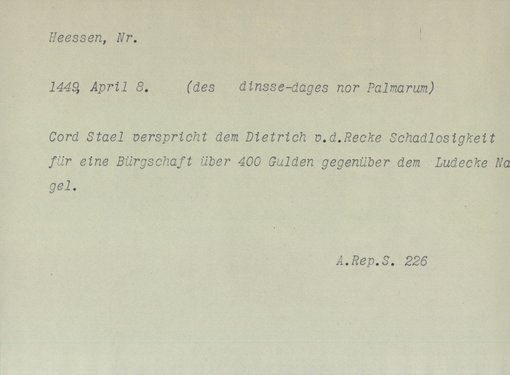 Heessen, Nr.
1449, April 8. (des dinsse-dages nor Palmarum)
Cord Stael verspricht dem Dietrich v.d.Recke Schadlosigkeit
für eine Bürgschaft über 400 Gulden gegenüber dem Ludecke Na
gel.
A.Rep.S. 226